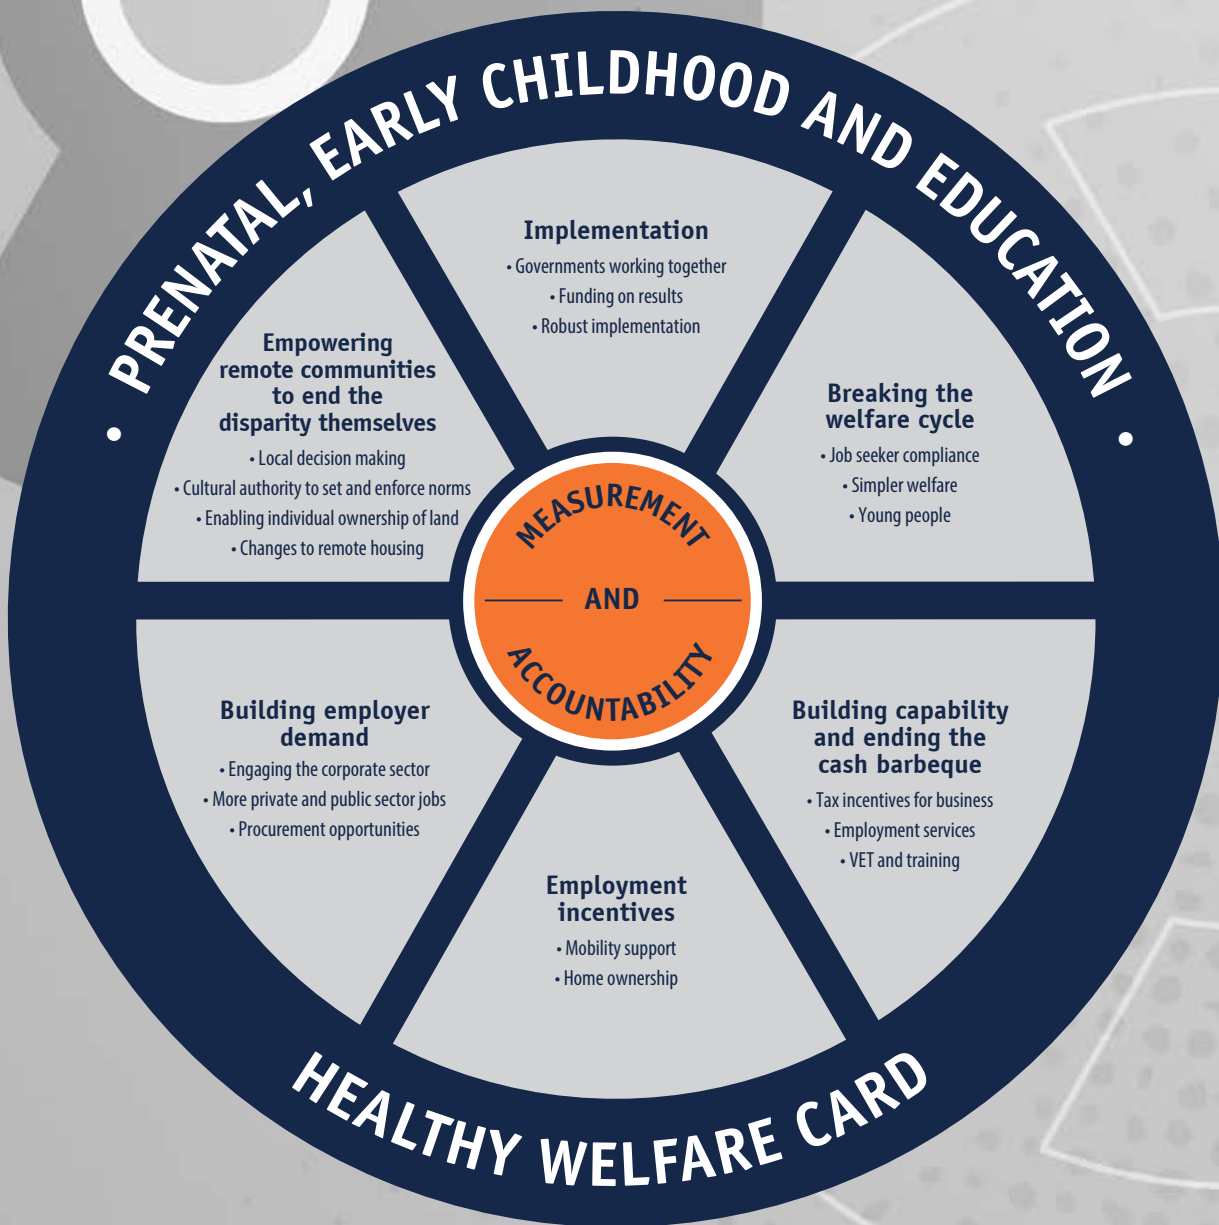 • PRENATAL, EARLY CHILDHOOD AND EDUCATION •
Implementation
• Governments working together
• Funding on results
• Robust implementation
Breaking the
welfare cycle
• Job seeker compliance
• Simpler welfare
• Young people
Building capability
and ending the
cash barbeque
• Tax incentives for business
• Employment services
• VET and training
Employment
incentives
• Mobility support
• Home ownership
Building employer
demand
• Engaging the corporate sector
• More private and public sector jobs
• Procurement opportunities
Empowering
remote communities
to end the
disparity themselves
• Local decision making
• Cultural authority to set and enforce norms
• Enabling individual ownership of land
• Changes to remote housing
MEASUREMENT
AND
ACCOUNTABILITY
HEALTHY WELFARE CARD